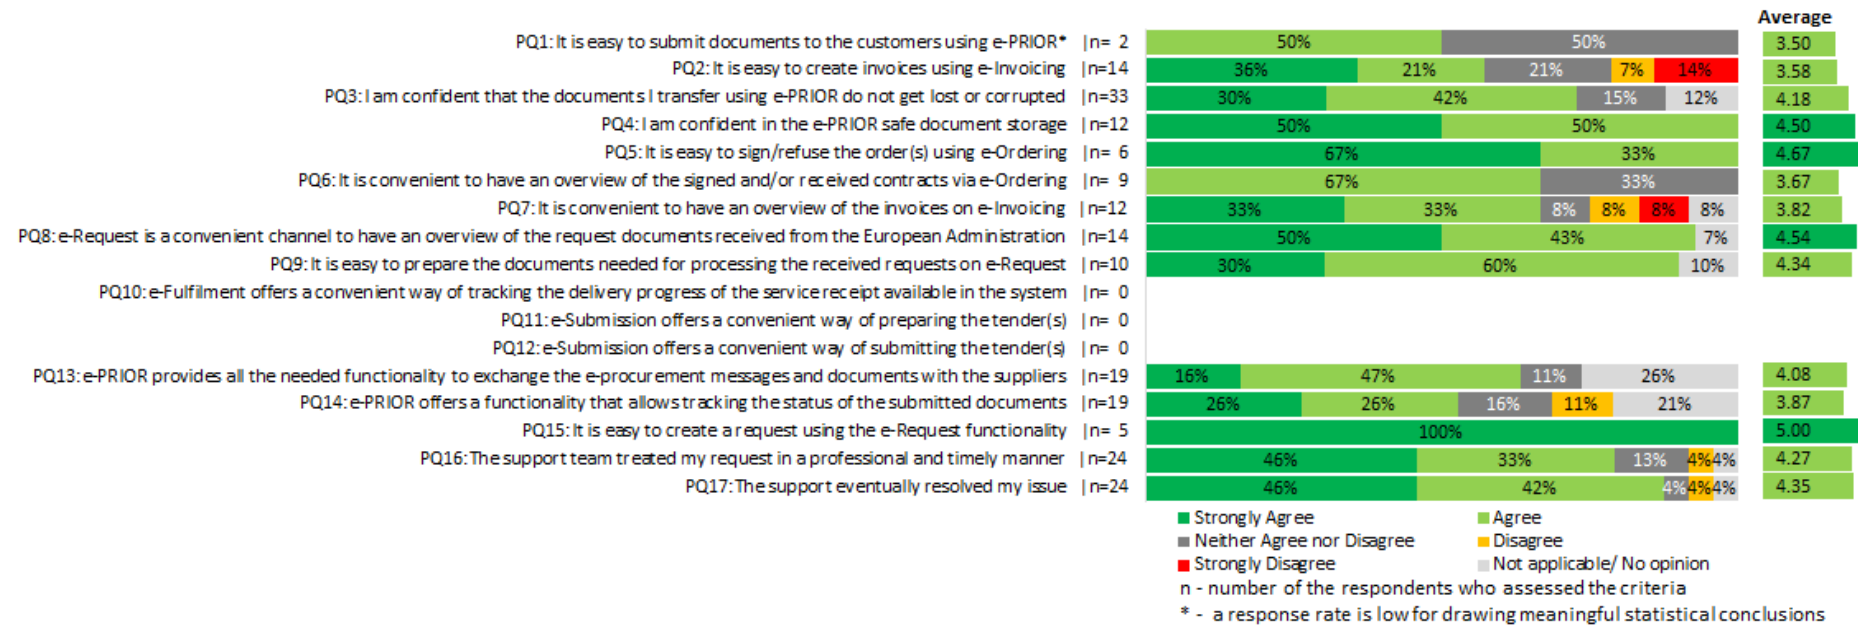 Average
PQ1: It is easy to submit documents to the customers using e-PRIOR* |n= 2 50% 50% 3.50
PQ2: It is easy to create invoices using e-Invoicing |n=14 36% 21% 21% 7% 14% 3.58
PQ3: I am confident that the documents I transfer using e-PRIOR do not get lost or corrupted |n=33 30% 42% 15% 12% 4.18
PQ4: I am confident in the e-PRIOR safe document storage |n=12 50% 50% 4.50
PQ5: It is easy to sign/refuse the order(s) using e-Ordering |n= 6 67% 33% 4.67
PQ6: It is convenient to have an overview of the signed and/or received contracts via e-Ordering |n= 9 67% 33% 3.67
PQ7: It is convenient to have an overview of the invoices on e-Invoicing |n=12 33% 33% 8% 8% 8% 8% 3.82
PQ8: e-Request is a convenient channel to have an overview of the request documents received from the European Administration |n=14 50% 43% 7% 4.54
PQ9: It is easy to prepare the documents needed for processing the received requests on e-Request |n=10 30% 60% 10% 4.34
PQ10: e-Fulfilment offers a convenient way of tracking the delivery progress of the service receipt available in the system |n= 0
PQ11: e-Submission offers a convenient way of preparing the tender(s) |n= 0
PQ12: e-Submission offers a convenient way of submitting the tender(s) |n= 0
PQ13: e-PRIOR provides all the needed functionality to exchange the e-procurement messages and documents with the suppliers |n=19 16% 47% 11% 26% 4.08
PQ14: e-PRIOR offers a functionality that allows tracking the status of the submitted documents |n=19 26% 26% 16% 11% 21% 3.87
PQ15: It is easy to create a request using the e-Request functionality |n= 5 100% 5.00
PQ16: The support team treated my request in a professional and timely manner |n=24 46% 33% 13% 4% 4% 4.27
PQ17: The support eventually resolved my issue |n=24 46% 42% 4% 4% 4% 4.35
Strongly Agree Agree
Neither Agree nor Disagree Disagree
Strongly Disagree Not applicable/ No opinion
n - number of the respondents who assessed the criteria
* - a response rate is low for drawing meaningful statistical conclusions